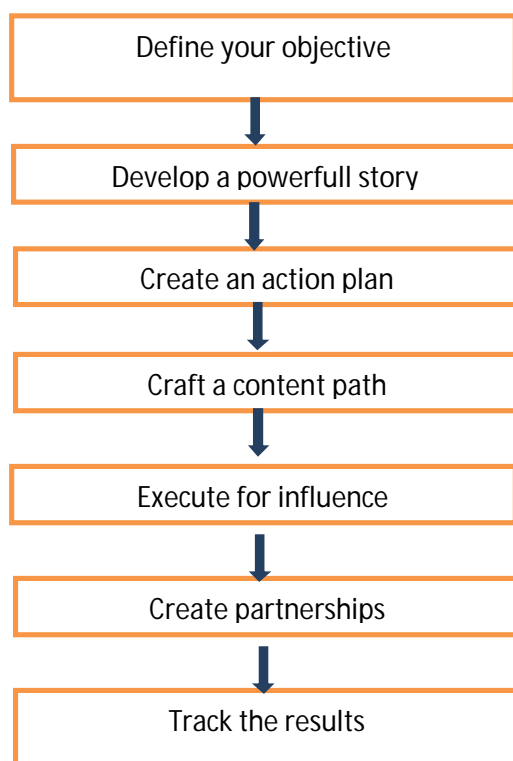 Define your objective
Develop a powerfull story
Create an action plan
Craft a content path
Execute for influence
Create partnerships
Track the results